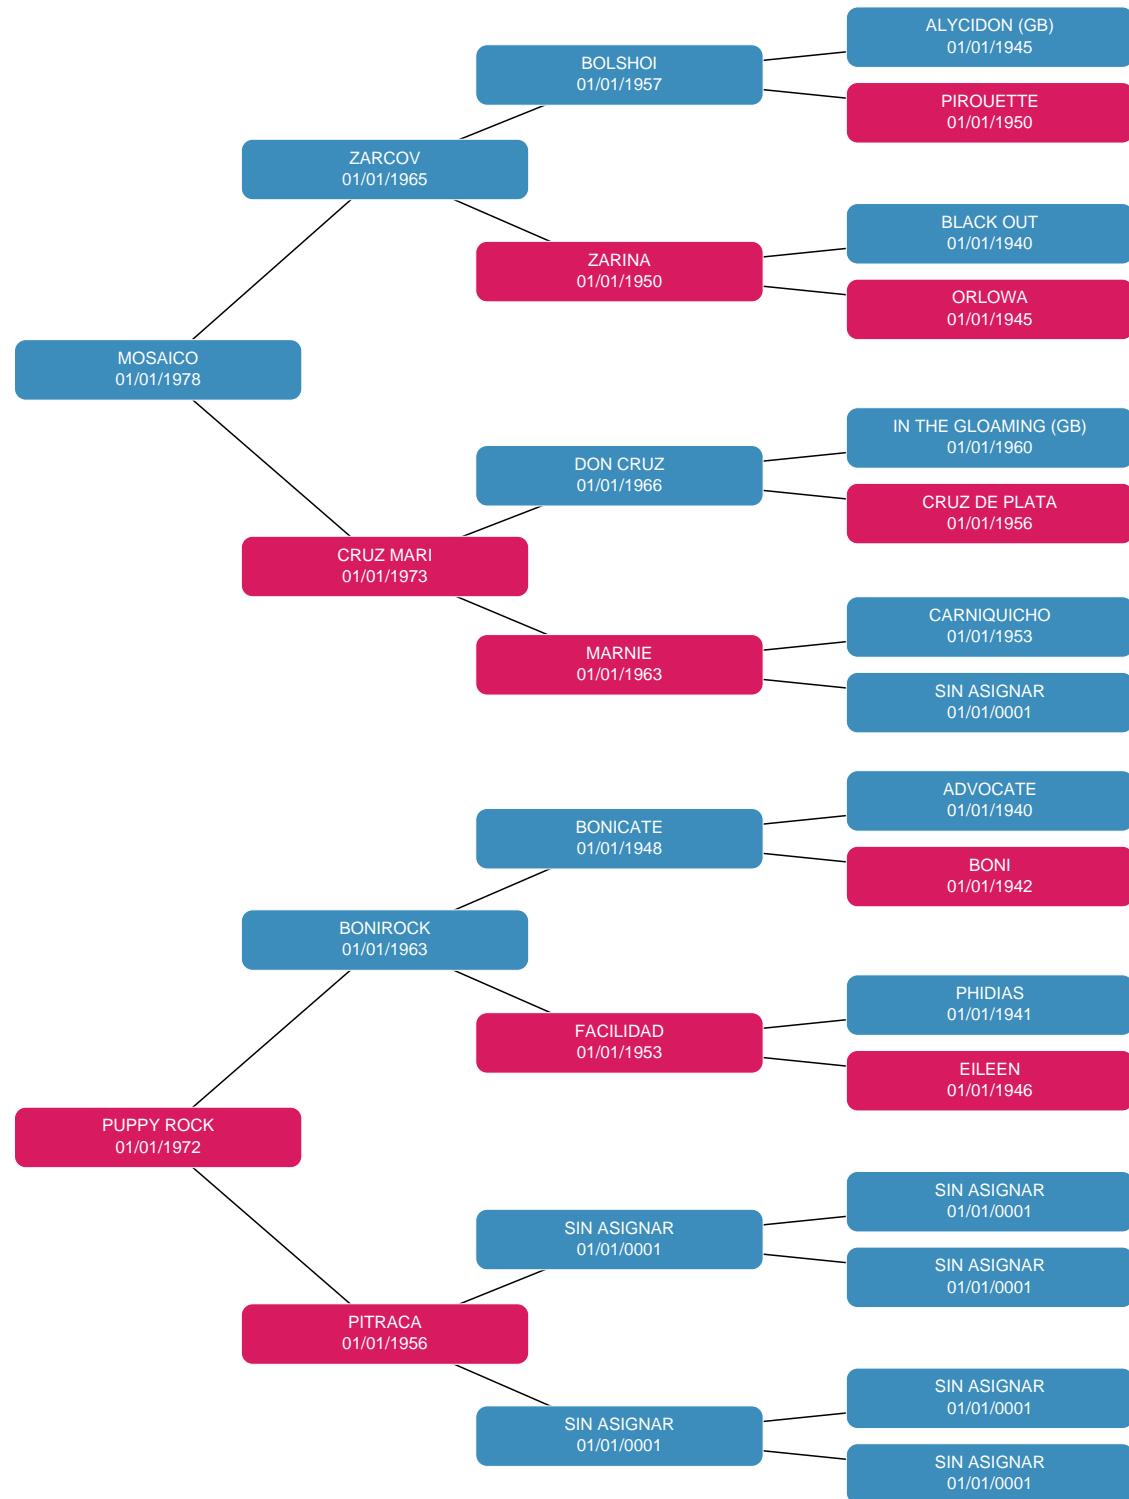 ALYCIDON (GB)
01/01/1945
BOLSHOI
01/01/1957
PIROUETTE
01/01/1950
ZARCOV
01/01/1965
BLACK OUT
01/01/1940
ZARINA
01/01/1950
ORLOWA
01/01/1945
MOSAICO
01/01/1978
IN THE GLOAMING (GB)
01/01/1960
DON CRUZ
01/01/1966
CRUZ DE PLATA
01/01/1956
CRUZ MARI
01/01/1973
CARNIQUICHO
01/01/1953
MARNIE
01/01/1963
SIN ASIGNAR
01/01/0001
ADVOCATE
01/01/1940
BONICATE
01/01/1948
BONI
01/01/1942
BONIROCK
01/01/1963
PHIDIAS
01/01/1941
FACILIDAD
01/01/1953
EILEEN
01/01/1946
PUPPY ROCK
01/01/1972
SIN ASIGNAR
01/01/0001
SIN ASIGNAR
01/01/0001
SIN ASIGNAR
01/01/0001
PITRACA
01/01/1956
SIN ASIGNAR
01/01/0001
SIN ASIGNAR
01/01/0001
SIN ASIGNAR
01/01/0001